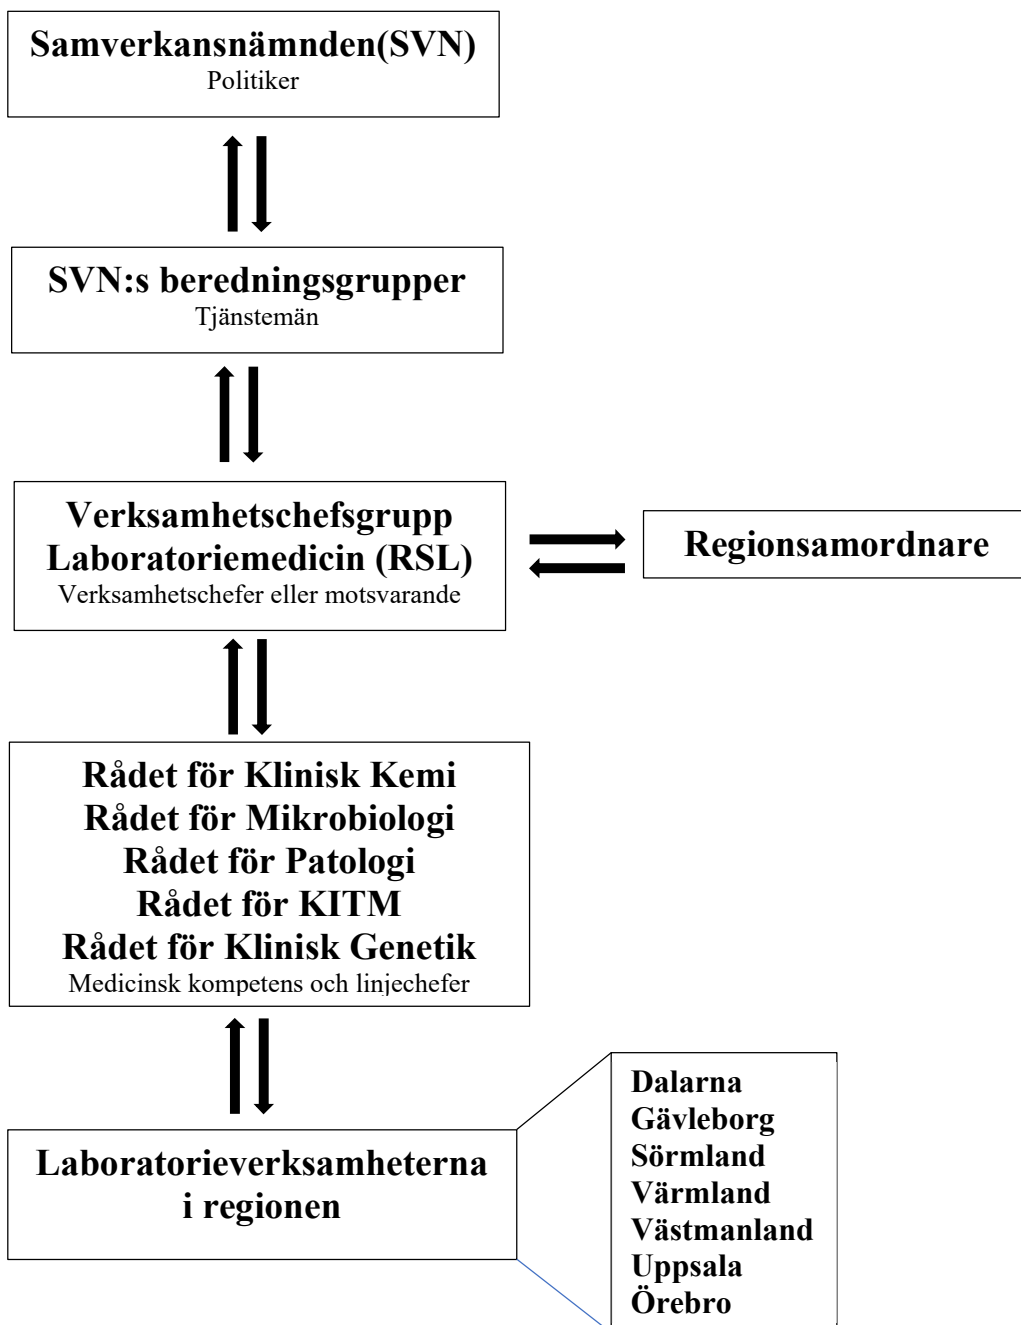 Samverkansnämnden(SVN)
Politiker
SVN:s beredningsgrupper
Tjänstemän
Verksamhetschefsgrupp
Laboratoriemedicin (RSL)
Verksamhetschefer eller motsvarande
Regionsamordnare
Rådet för Klinisk Kemi
Rådet för Mikrobiologi
Rådet för Patologi
Rådet för KITM
Rådet för Klinisk Genetik
Medicinsk kompetens och linjechefer
Laboratorieverksamheterna
i regionen
Dalarna
Gävleborg
Sörmland
Värmland
Västmanland
Uppsala
Örebro